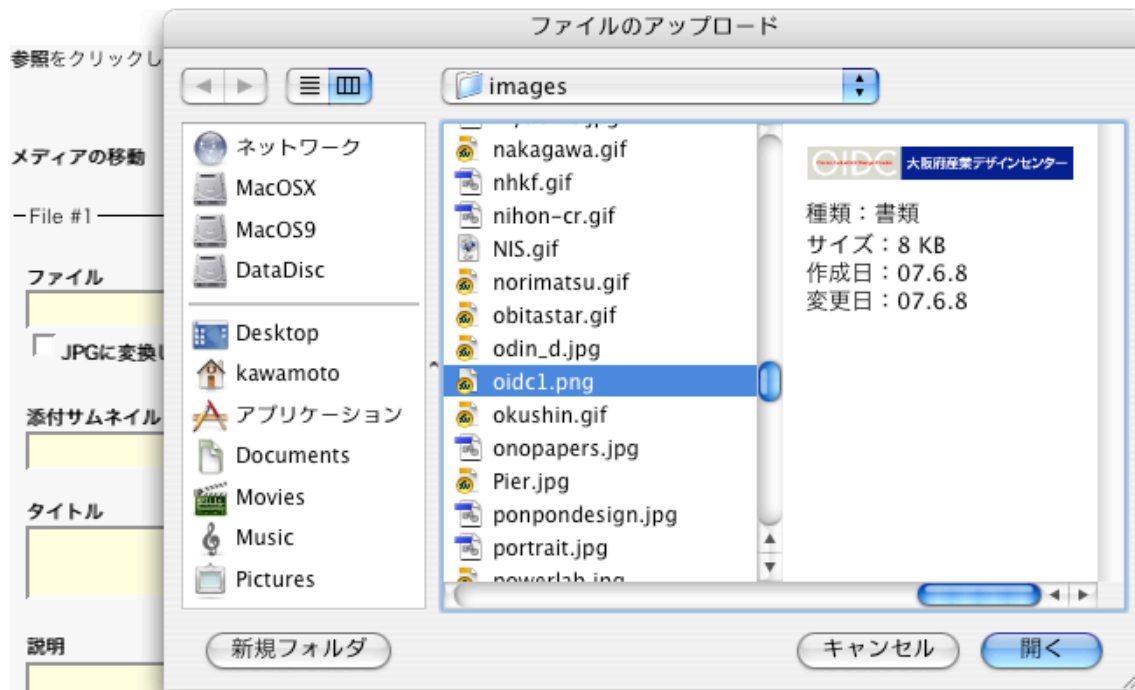 ファイルのアップロード
参照をクリックし
images
メディアの移動
File #1
ファイル
JPGに変換
添付サムネイル
タイトル
説明
ネットワーク
MacOSX
MacOS9
DataDisc
Desktop
kawamoto
アプリケーション
Documents
Movies
Music
Pictures
nakagawa.gif
nhkf.gif
nihon-cr.gif
NIS.gif
norimatsu.gif
obitastar.gif
odin_d.jpg
oidc1.png
okushin.gif
onopapers.jpg
Pier.jpg
ponpondesign.jpg
portrait.jpg
OIDC 大阪府産業デザインセンター
種類：書類
サイズ：8 KB
作成日：07.6.8
変更日：07.6.8
新規フォルダ
キャンセル
開く